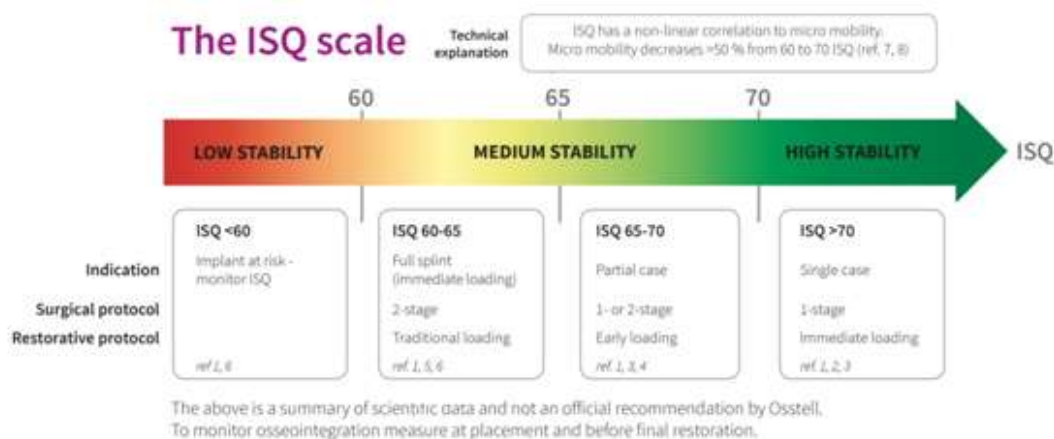 The ISQ scale
Technical
explanation
ISQ has a non-linear correlation to micro mobility.
Micro mobility decreases >50 % from 60 to 70 ISQ (ref. 7, 8)
60 65 70
LOW STABILITY MEDIUM STABILITY HIGH STABILITY ISQ
ISQ <60 ISQ 60-65 ISQ 65-70 ISQ >70
Indication Implant at risk - Full splint Partial case Single case
monitor ISQ (immediate loading)
Surgical protocol 2-stage 1- or 2-stage 1-stage
Restorative protocol Traditional loading Early loading Immediate loading
ref 1, 6 ref. 1, 5, 6 ref. 1, 3, 4 ref. 1, 2, 3
The above is a summary of scientific data and not an official recommendation by Osstell.
To monitor osseointegration measure at placement and before final restoration.